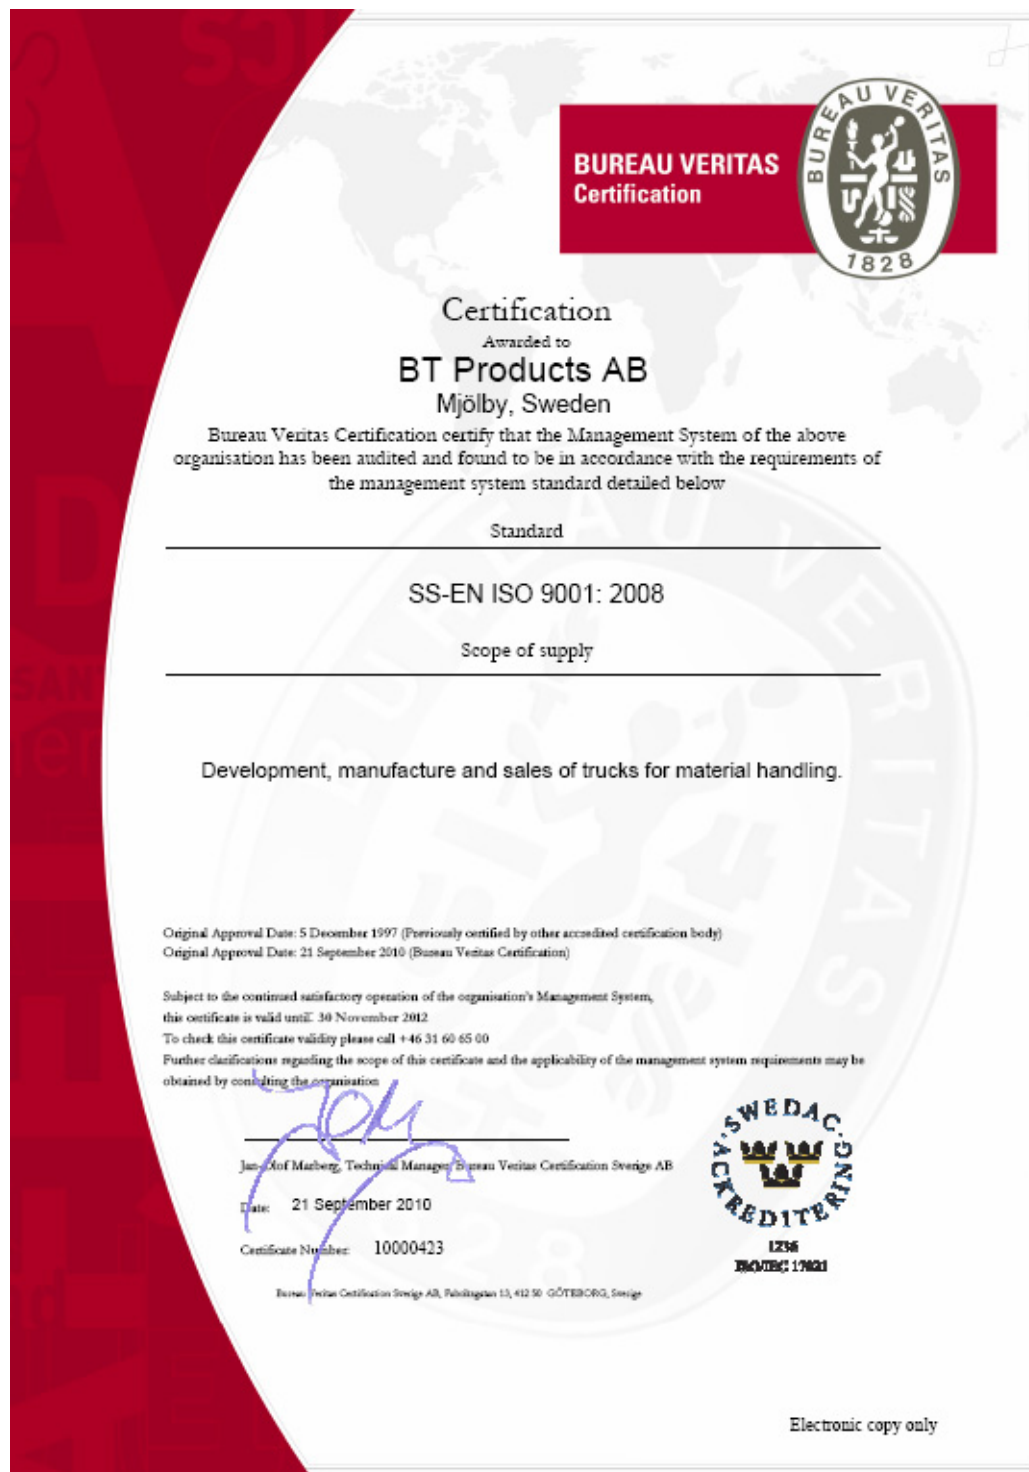 BUREAU VERITAS
Certification
BUREAU VERITAS
1828
Certification
Awarded to
BT Products AB
Mjölby, Sweden
Bureau Veritas Certification certify that the Management System of the above
organisation has been audited and found to be in accordance with the requirements of
the management system standard detailed below
Standard
SS-EN ISO 9001: 2008
Scope of supply
Development, manufacture and sales of trucks for material handling.
Original Approval Date: 5 December 1997 (Previously certified by other accredited certification body)
Original Approval Date: 21 September 2010 (Bureau Veritas Certification)
Subject to the continued satisfactory operation of the organisation's Management System,
this certificate is valid until: 30 November 2012
To check this certificate validity please call +46 31 60 65 00
Further clarifications regarding the scope of this certificate and the applicability of the management system requirements may be
obtained by consulting the organisation
Jan-Olof Marberg, Technical Manager, Bureau Veritas Certification Sverige AB
Date: 21 September 2010
Certificate Number: 10000423
Bureau Veritas Certification Sverige AB, Fabriksgatan 13, 412 50 GÖTEBORG, Sverige
SWEDAC
ACKREDITERING
1236
ISO/IEC 17021
Electronic copy only